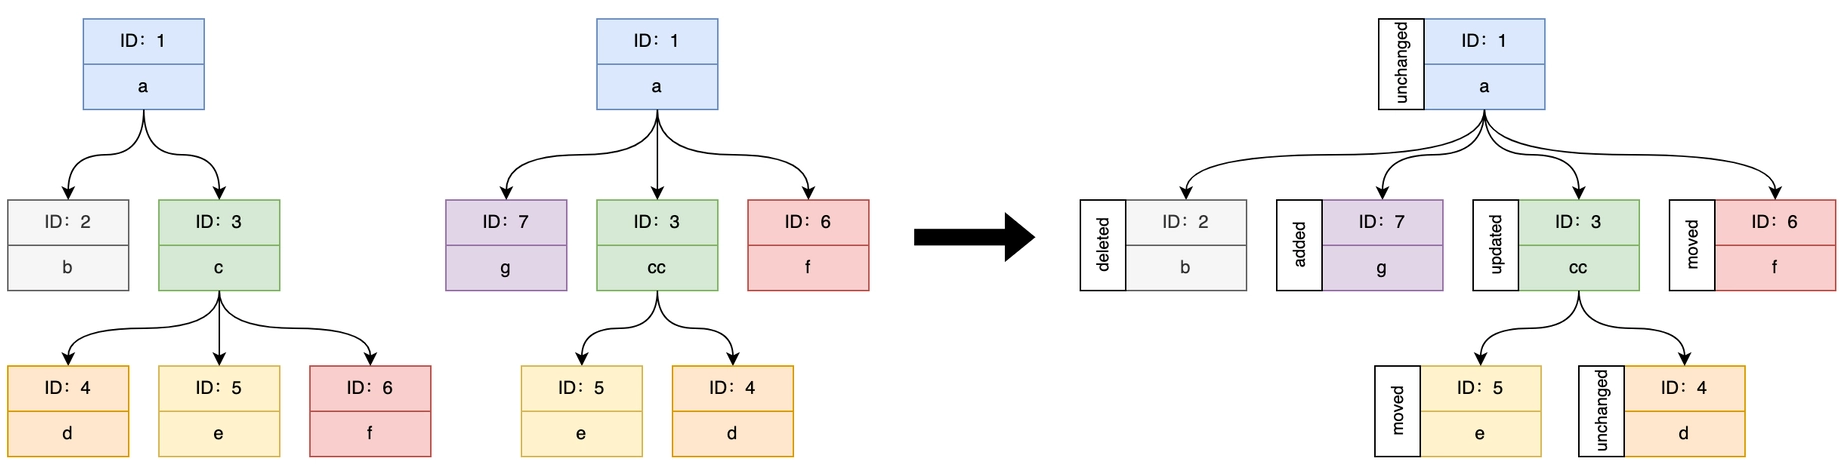 ID: 1
a
ID: 2
b
ID: 3
c
ID: 4
d
ID: 5
e
ID: 6
f
ID: 1
a
ID: 7
g
ID: 3
cc
ID: 6
f
ID: 5
e
ID: 4
d
unchanged
ID: 1
a
deleted
ID: 2
b
added
ID: 7
g
updated
ID: 3
cc
moved
ID: 6
f
moved
ID: 5
e
unchanged
ID: 4
d